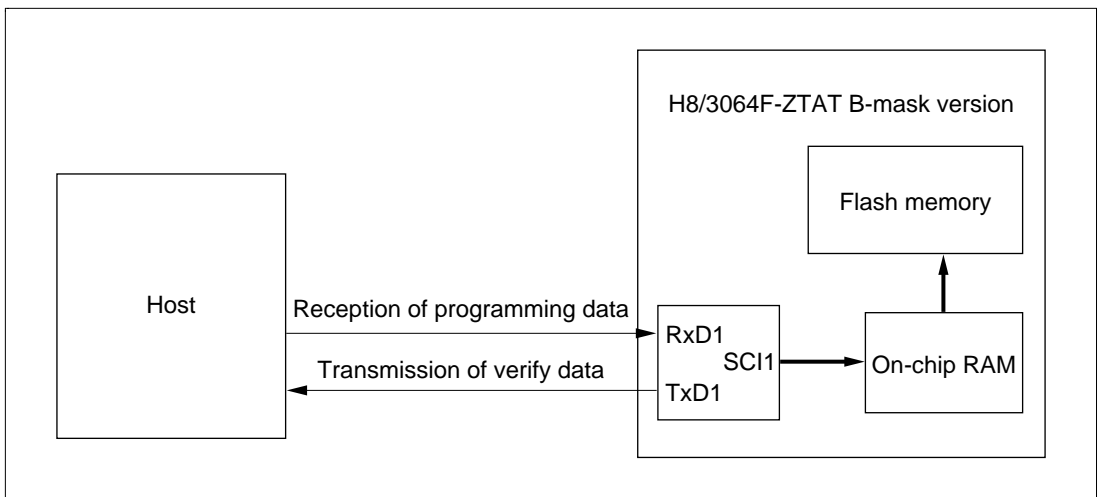 H8/3064F-ZTAT B-mask version
Flash memory
Host
Reception of programming data
RxD1
SCI1
On-chip RAM
Transmission of verify data
TxD1